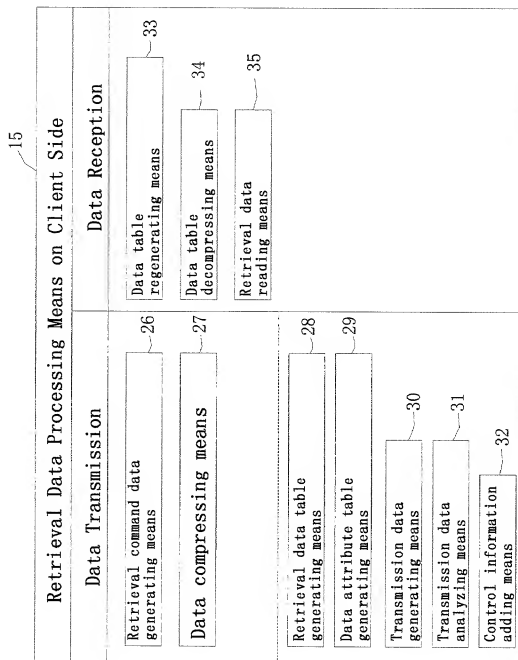 15
Retrieval Data Processing Means on Client Side
Data Transmission
Retrieval command data
generating means
26
Data compressing means
27
Retrieval data table
generating means
28
Data attribute table
generating means
29
Transmission data
generating means
30
Transmission data
analyzing means
31
Control information
adding means
32
Data Reception
Data table
regenerating means
33
Data table
decompressing means
34
Retrieval data
reading means
35